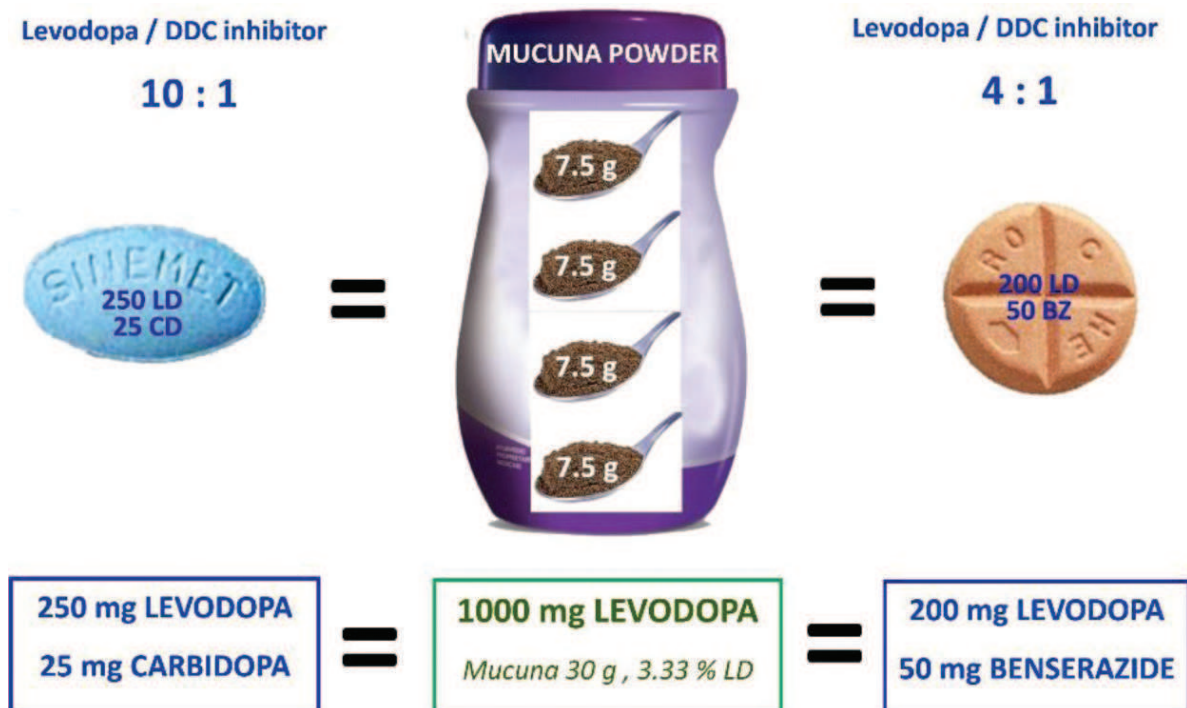 Levodopa / DDC inhibitor
10 : 1
MUCUNA POWDER
Levodopa / DDC inhibitor
4 : 1
7.5 g
7.5 g
7.5 g
7.5 g
SINEMET
250 LD
25 CD
=
=
ROCHE
200 LD
50 BZ
250 mg LEVODOPA
25 mg CARBIDOPA
=
1000 mg LEVODOPA
Mucuna 30 g , 3.33 % LD
=
200 mg LEVODOPA
50 mg BENSERAZIDE